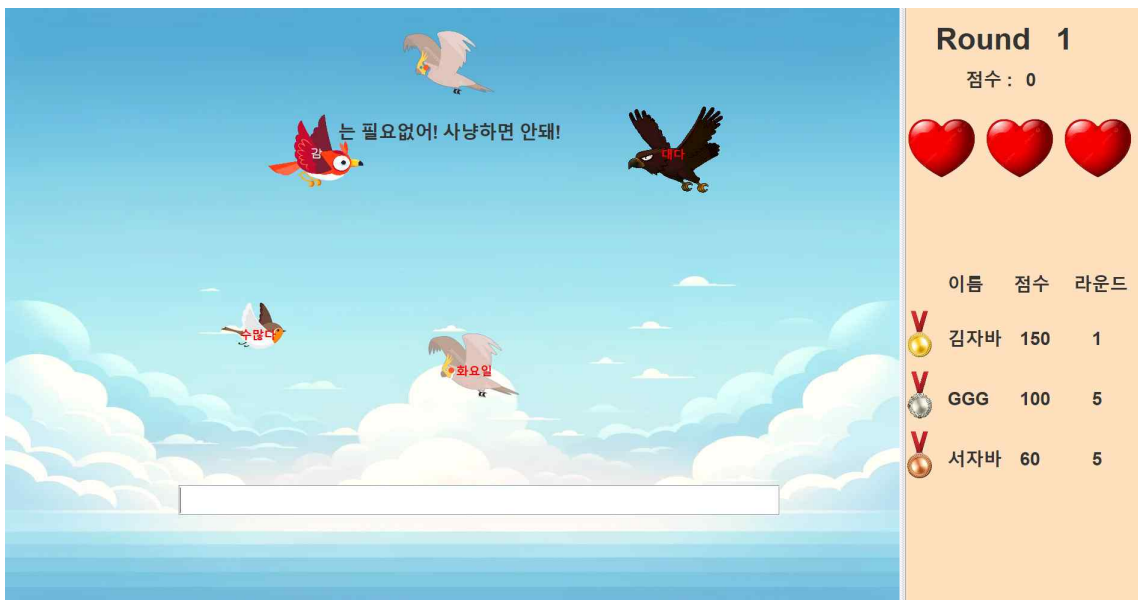 Round 1
점수 : 0
는 필요없어! 사냥하면 안돼!
감
대다
수많다
화요일
이름 점수 라운드
김자바 150 1
GGG 100 5
서자바 60 5